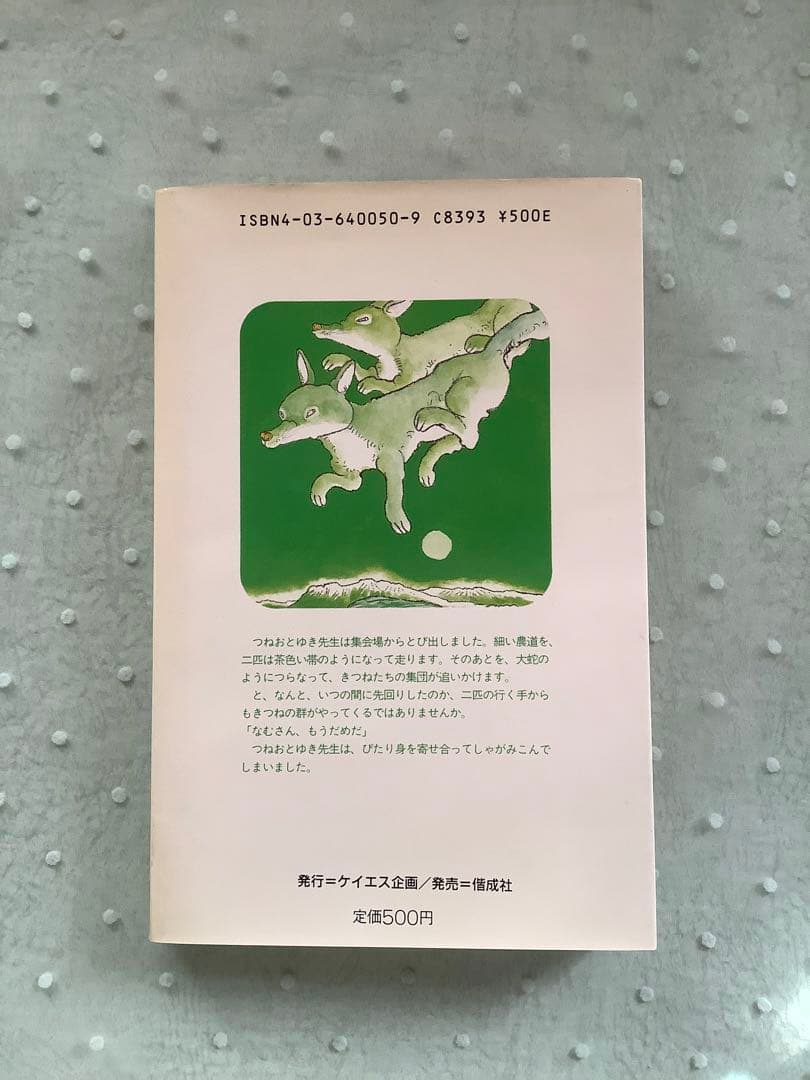 ISBN4-03-640050-9 C8393 ¥500E
つねおとゆき先生は集会場からとび出しました。細い農道を、
二匹は茶色い帯のようになって走ります。そのあとを、大蛇の
ようにつらなって、きつねたちの集団が追いかけます。
と、なんと、いつの間に先回りしたのか、二匹の行く手から
もきつねの群がやってくるではありませんか。
「なむさん、もうだめだ」
つねおとゆき先生は、ぴたり身を寄せ合ってしゃがみこんで
しまいました。
発行=ケイエス企画/発売=偕成社
定価500円